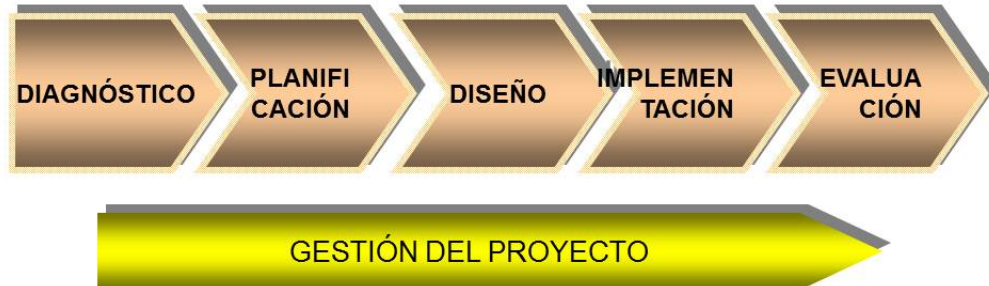 DIAGNÓSTICO
PLANIFI
CACIÓN
DISEÑO
IMPLEMEN
TACIÓN
EVALUA
CIÓN
GESTIÓN DEL PROYECTO